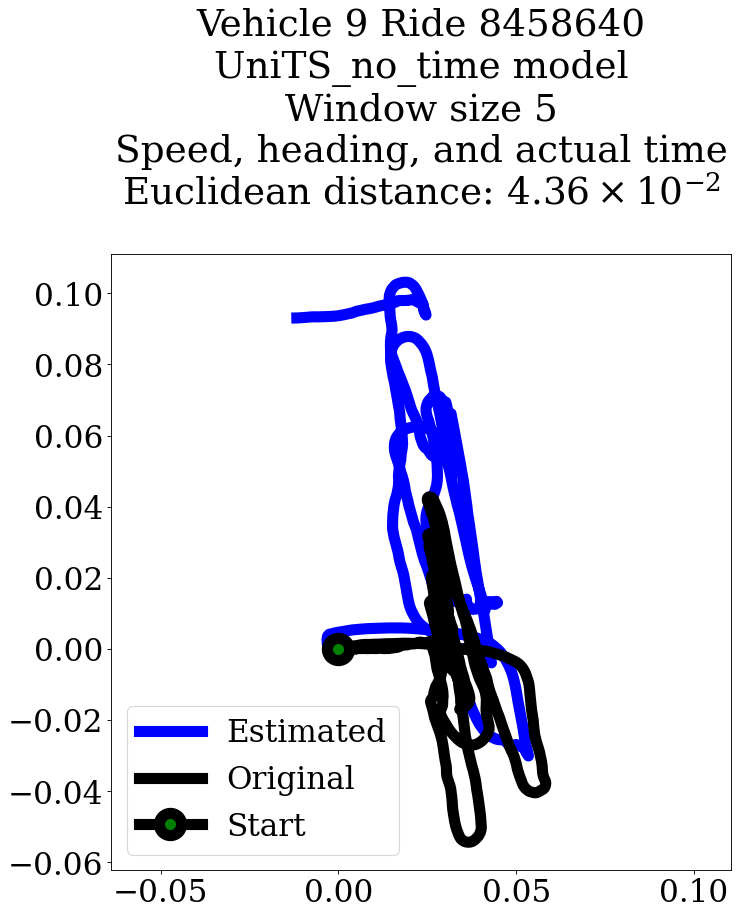 Vehicle 9 Ride 8458640
UniTS_no_time model
Window size 5
Speed, heading, and actual time
Euclidean distance: 4.36 × 10⁻²
0.10
0.08
0.06
0.04
0.02
0.00
−0.02
−0.04
−0.06
Estimated
Original
Start
−0.05 0.00 0.05 0.10